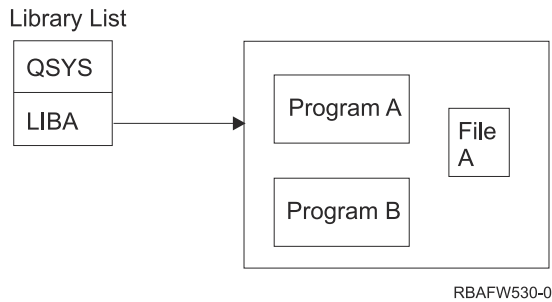 Library List
QSYS
LIBA
Program A
Program B
File
A
RBAFW530-0